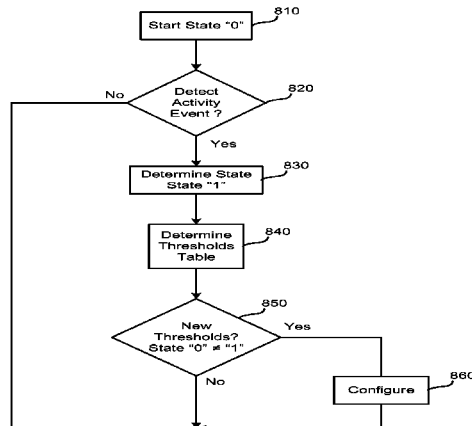 810
Start State "0"
Detect
Activity
Event ?
820
No
Yes
830
Determine State
State "1"
Determine
Thresholds
Table
840
850
New
Thresholds?
State "0" ≠ "1"
Yes
No
860
Configure